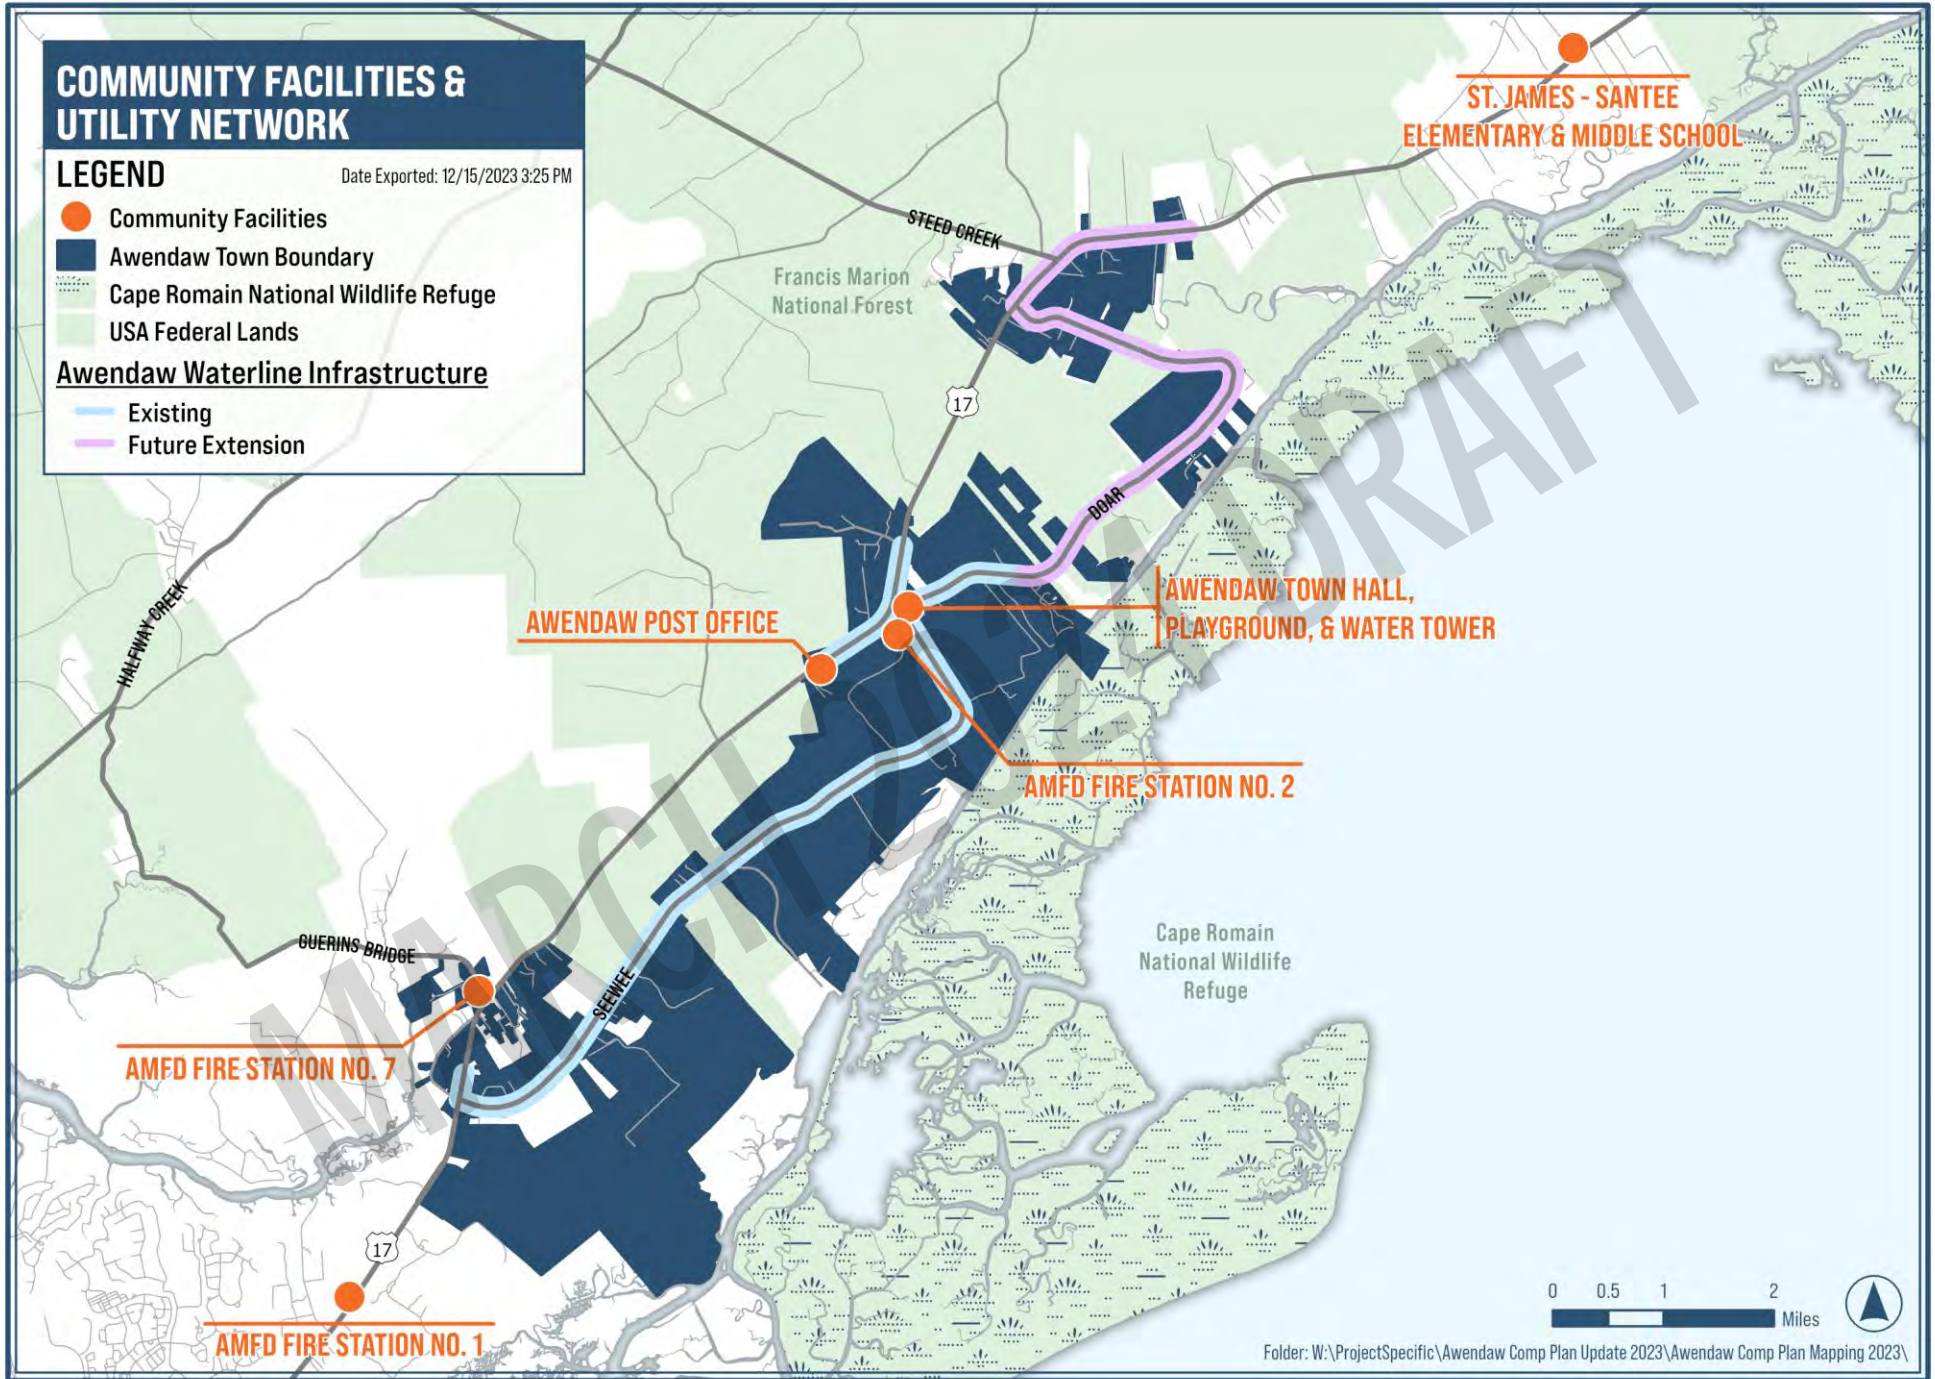 COMMUNITY FACILITIES &
UTILITY NETWORK
LEGEND
Date Exported: 12/15/2023 3:25 PM
Community Facilities
Awendaw Town Boundary
Cape Romain National Wildlife Refuge
USA Federal Lands
Awendaw Waterline Infrastructure
Existing
Future Extension
ST. JAMES - SANTEE
ELEMENTARY & MIDDLE SCHOOL
STEED CREEK
Francis Marion
National Forest
17
DOAR
HALFWAY CREEK
AWENDAW POST OFFICE
AWENDAW TOWN HALL,
PLAYGROUND, & WATER TOWER
AMFD FIRE STATION NO. 2
Cape Romain
National Wildlife
Refuge
GUERINS BRIDGE
SEEWEE
AMFD FIRE STATION NO. 7
17
AMFD FIRE STATION NO. 1
MARCH 2024 DRAFT
0 0.5 1 2
Miles
Folder: W:\ProjectSpecific\Awendaw Comp Plan Update 2023\Awendaw Comp Plan Mapping 2023\